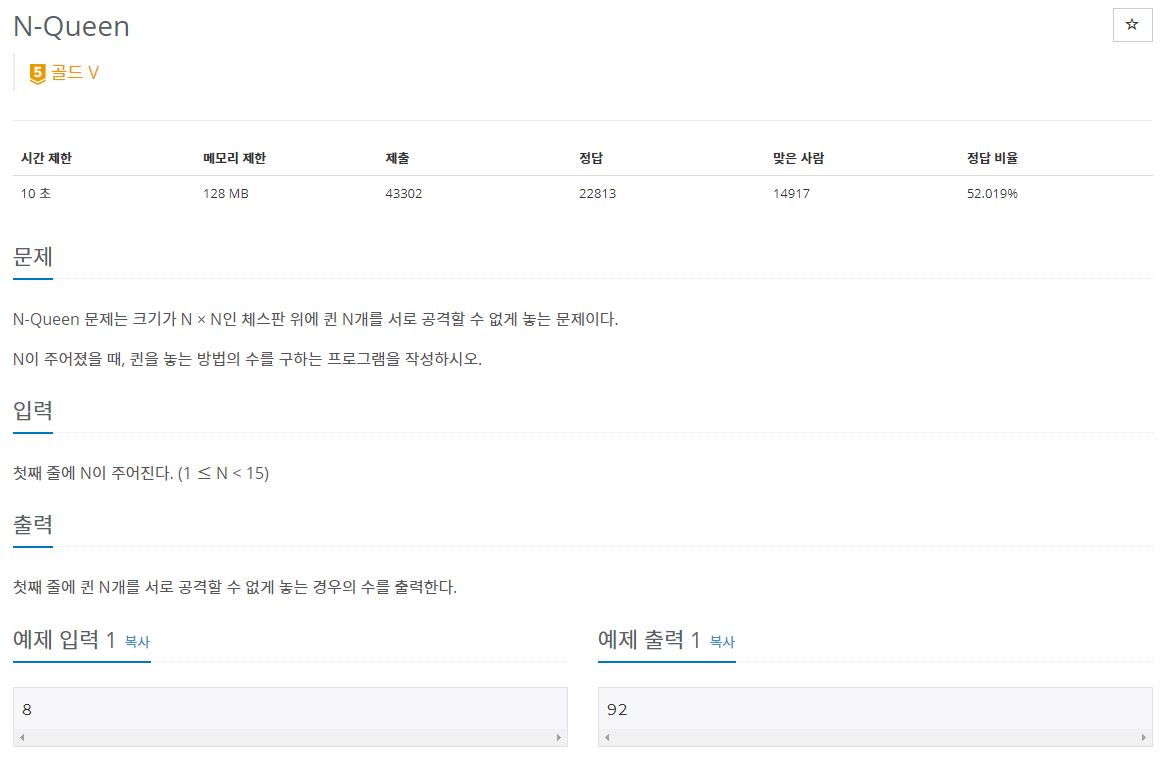 N-Queen
☆
5 골드 V
시간 제한 메모리 제한 제출 정답 맞은 사람 정답 비율
10 초 128 MB 43302 22813 14917 52.019%
문제
N-Queen 문제는 크기가 N × N인 체스판 위에 퀸 N개를 서로 공격할 수 없게 놓는 문제이다.
N이 주어졌을 때, 퀸을 놓는 방법의 수를 구하는 프로그램을 작성하시오.
입력
첫째 줄에 N이 주어진다. (1 ≤ N < 15)
출력
첫째 줄에 퀸 N개를 서로 공격할 수 없게 놓는 경우의 수를 출력한다.
예제 입력 1 복사 예제 출력 1 복사
8 92